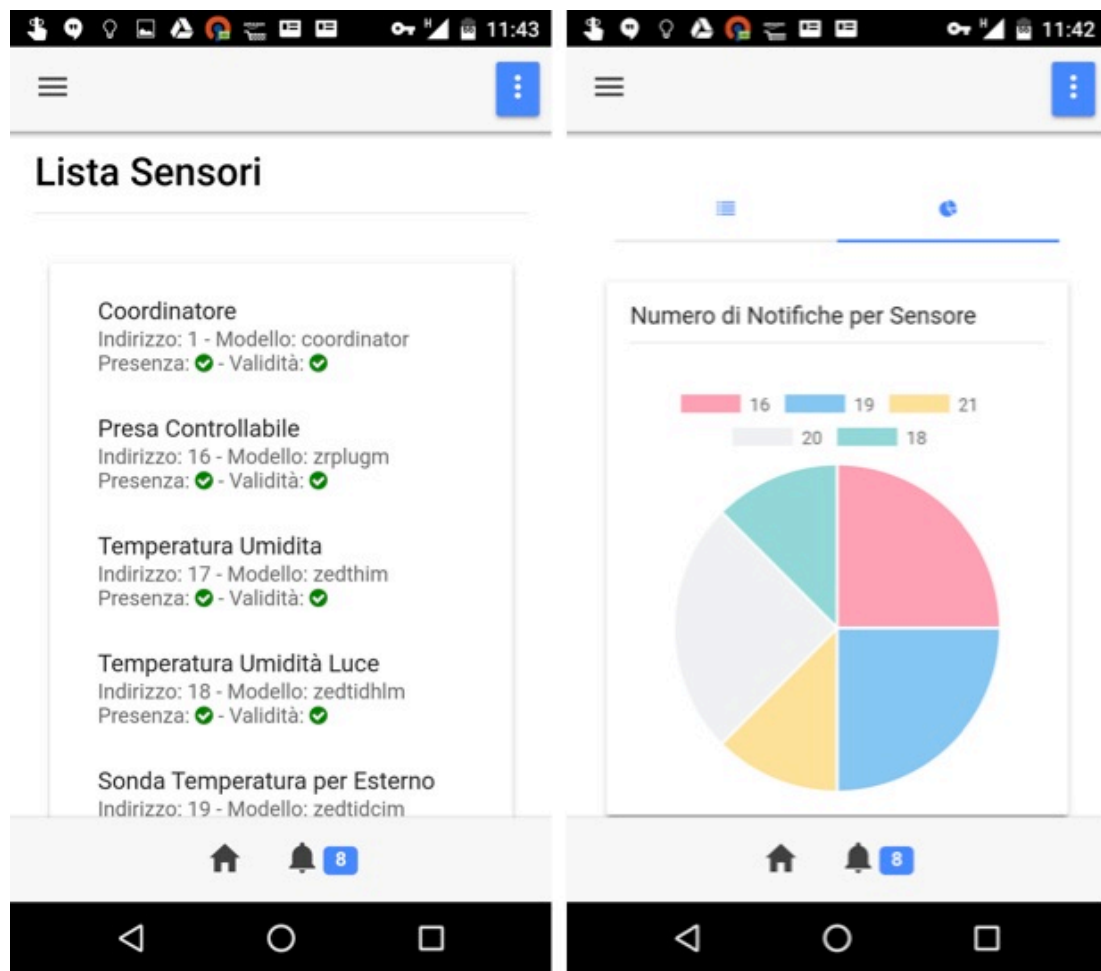 11:43
Lista Sensori
Coordinatore
Indirizzo: 1 - Modello: coordinator
Presenza: - Validità:
Presa Controllabile
Indirizzo: 16 - Modello: zrplugm
Presenza: - Validità:
Temperatura Umidita
Indirizzo: 17 - Modello: zedthim
Presenza: - Validità:
Temperatura Umidità Luce
Indirizzo: 18 - Modello: zedtidhlm
Presenza: - Validità:
Sonda Temperatura per Esterno
Indirizzo: 19 - Modello: zedtidcim
8
H 11:42
Numero di Notifiche per Sensore
16 19 21
20 18
8